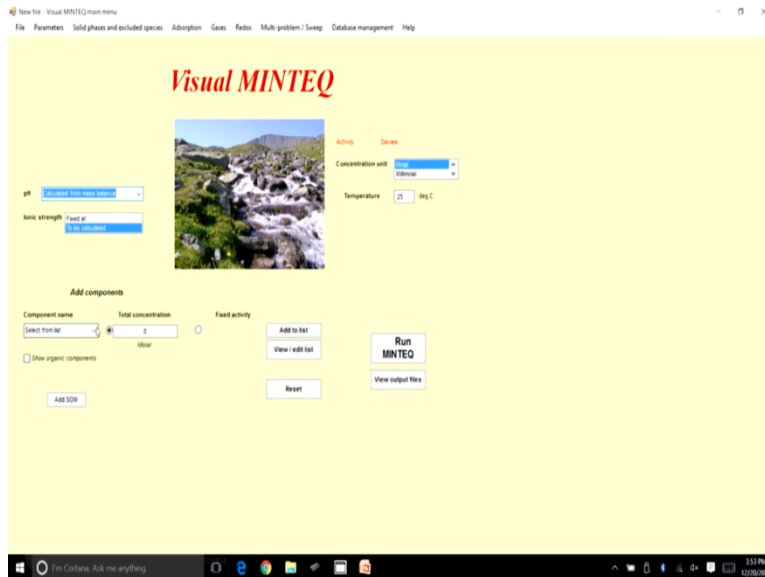 New file - Visual MINTEQ main menu
File Parameters Solid phases and excluded species Adsorption Gases Redox Multi-problem / Sweep Database management Help
Visual MINTEQ
Activity Davies
Concentration unit Molal
Millimolal
pH Calculated from mass balance
Temperature 25 deg C
Ionic strength Fixed at
To be calculated
Add components
Component name Total concentration Fixed activity
Select from list 0 Add to list
Molal
Show organic components
View / edit list
Run
MINTEQ
View output files
Reset
Add SOM
I'm Cortana. Ask me anything.
3:53 PM